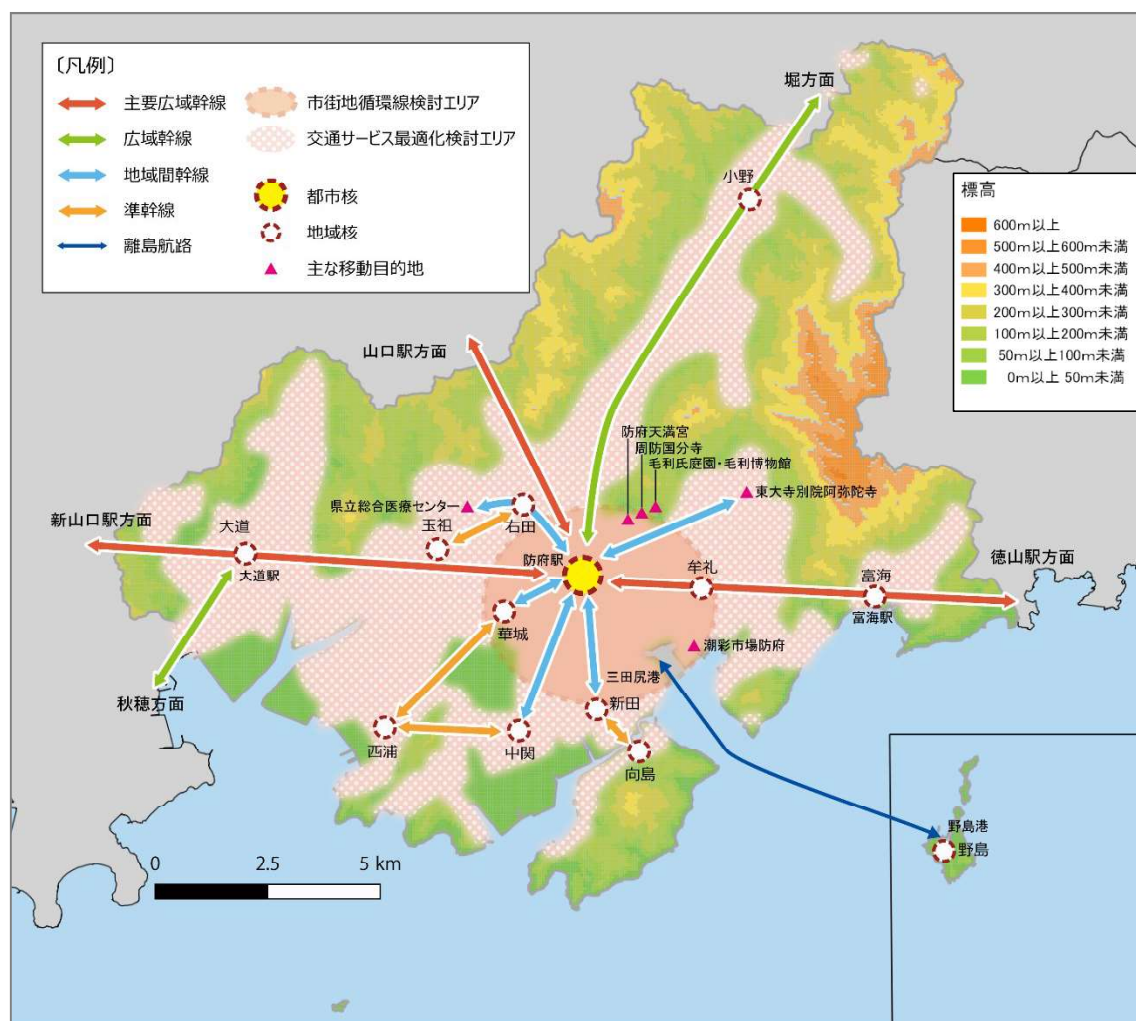 〔凡例〕
主要広域幹線
広域幹線
地域間幹線
準幹線
離島航路
市街地循環線検討エリア
交通サービス最適化検討エリア
都市核
地域核
主な移動目的地
堀方面
小野
標高
600m以上
500m以上600m未満
400m以上500m未満
300m以上400m未満
200m以上300m未満
100m以上200m未満
50m以上100m未満
0m以上 50m未満
山口駅方面
防府天満宮
周防国分寺
毛利氏庭園・毛利博物館
東大寺別院阿弥陀寺
県立総合医療センター
右田
玉祖
新山口駅方面
大道
大道駅
防府駅
牟礼
富海
富海駅
徳山駅方面
華城
潮彩市場防府
三田尻港
新田
秋穂方面
西浦
中関
向島
野島港
野島
0 2.5 5 km